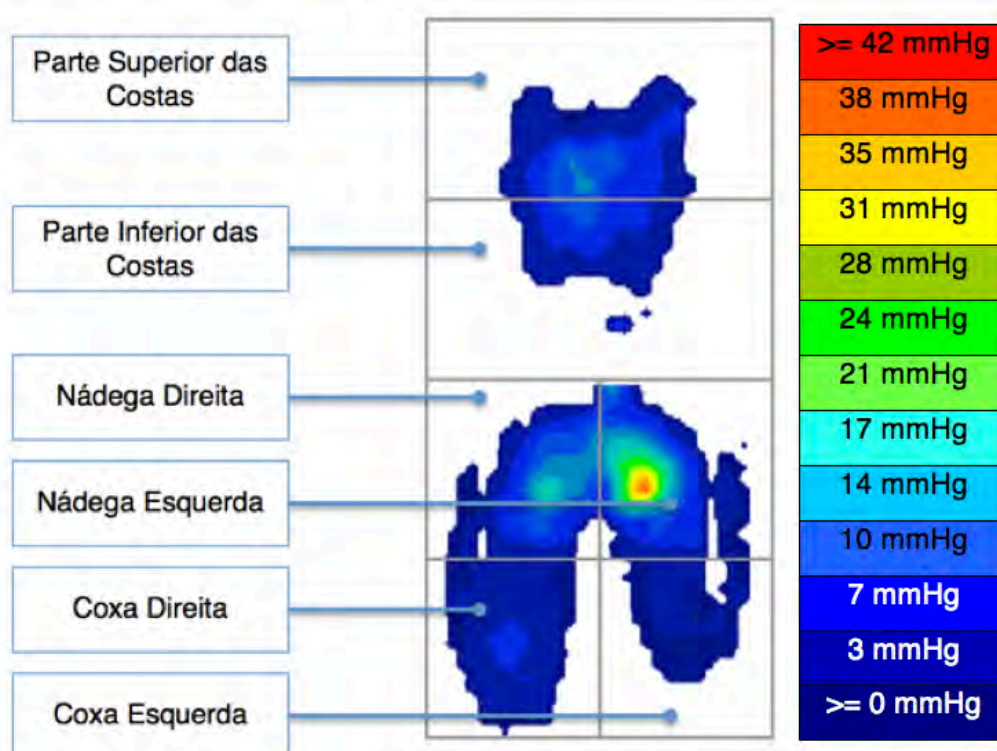 Parte Superior das
Costas
Parte Inferior das
Costas
Nádega Direita
Nádega Esquerda
Coxa Direita
Coxa Esquerda
>= 42 mmHg
38 mmHg
35 mmHg
31 mmHg
28 mmHg
24 mmHg
21 mmHg
17 mmHg
14 mmHg
10 mmHg
7 mmHg
3 mmHg
>= 0 mmHg